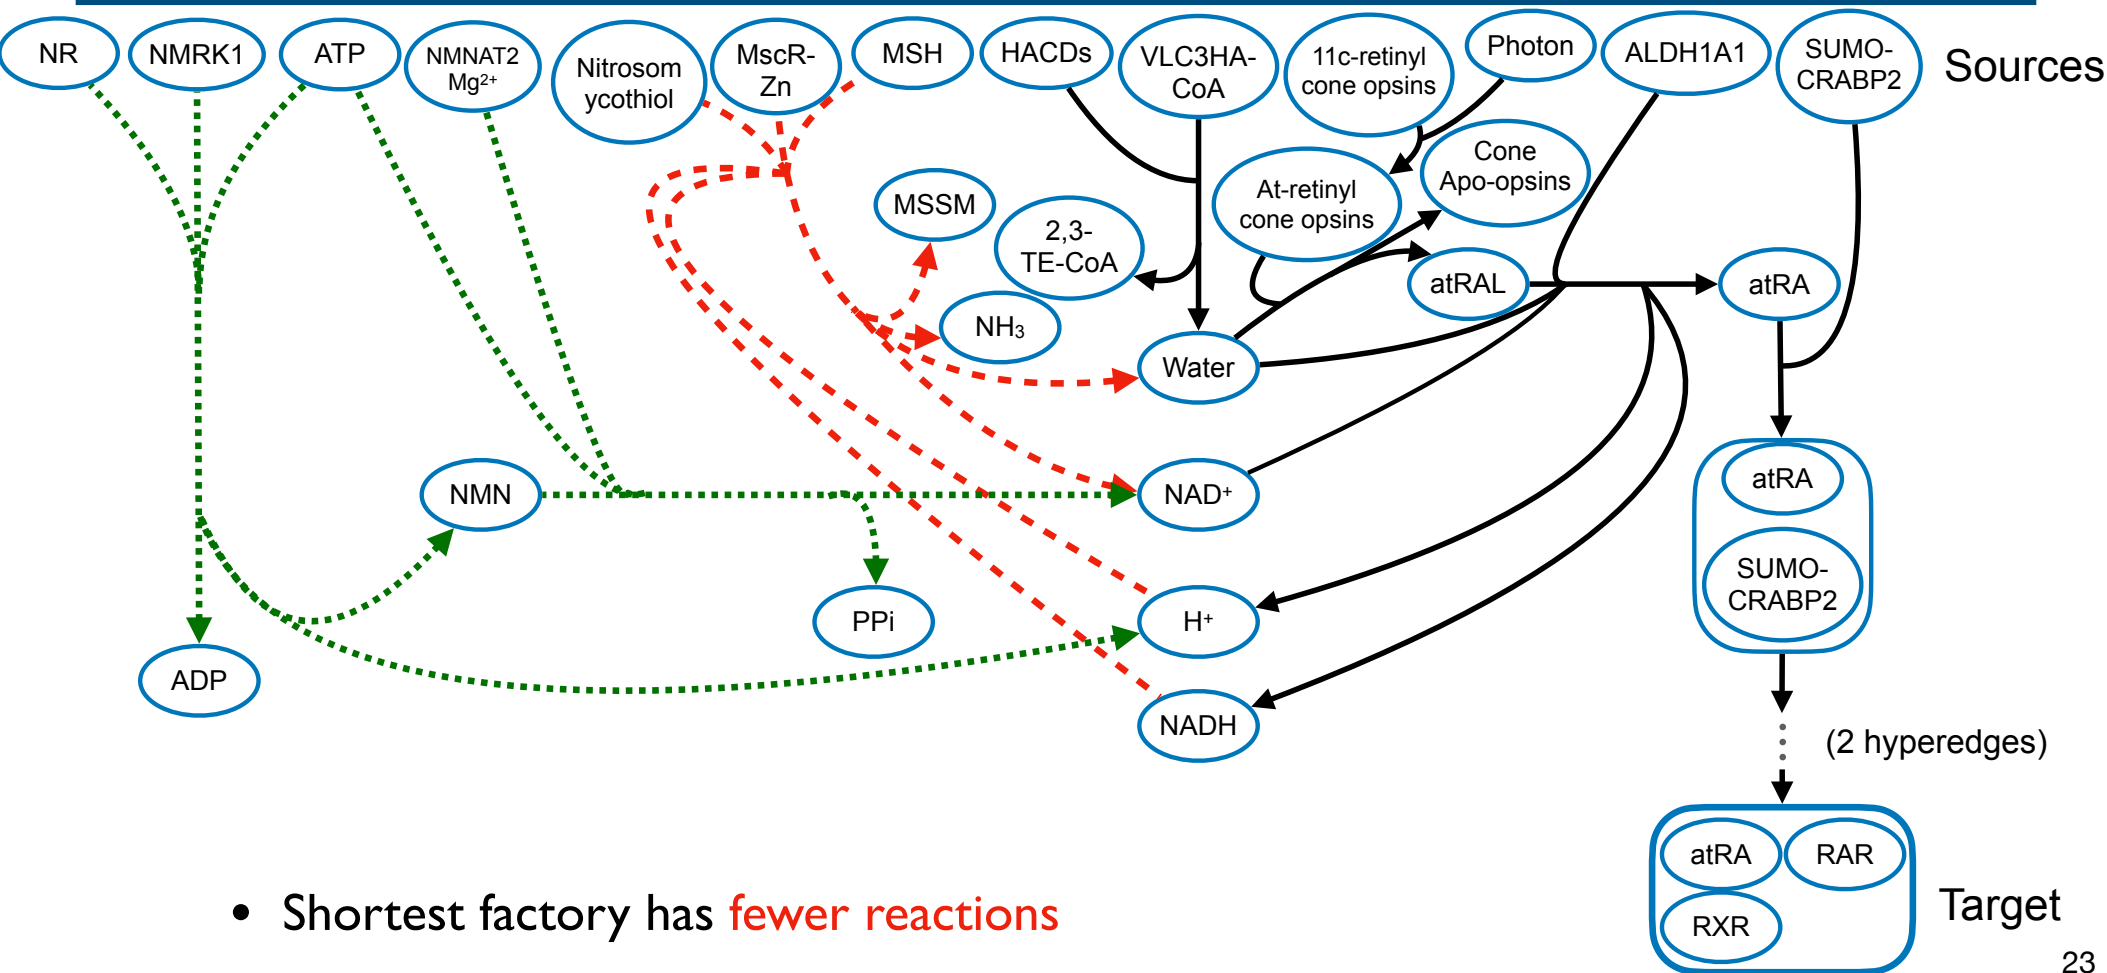 NR
NMRK1
ATP
NMNAT2
Mg2+
Nitrosom
ycothiol
MscR-
Zn
MSH
HACDs
VLC3HA-
CoA
11c-retinyl
cone opsins
Photon
ALDH1A1
SUMO-
CRABP2
Sources
Cone
Apo-opsins
At-retinyl
cone opsins
MSSM
2,3-
TE-CoA
atRAL
atRA
NH3
Water
NMN
NAD+
atRA
SUMO-
CRABP2
PPi
H+
ADP
NADH
(2 hyperedges)
atRA
RAR
RXR
Target
• Shortest factory has fewer reactions
23